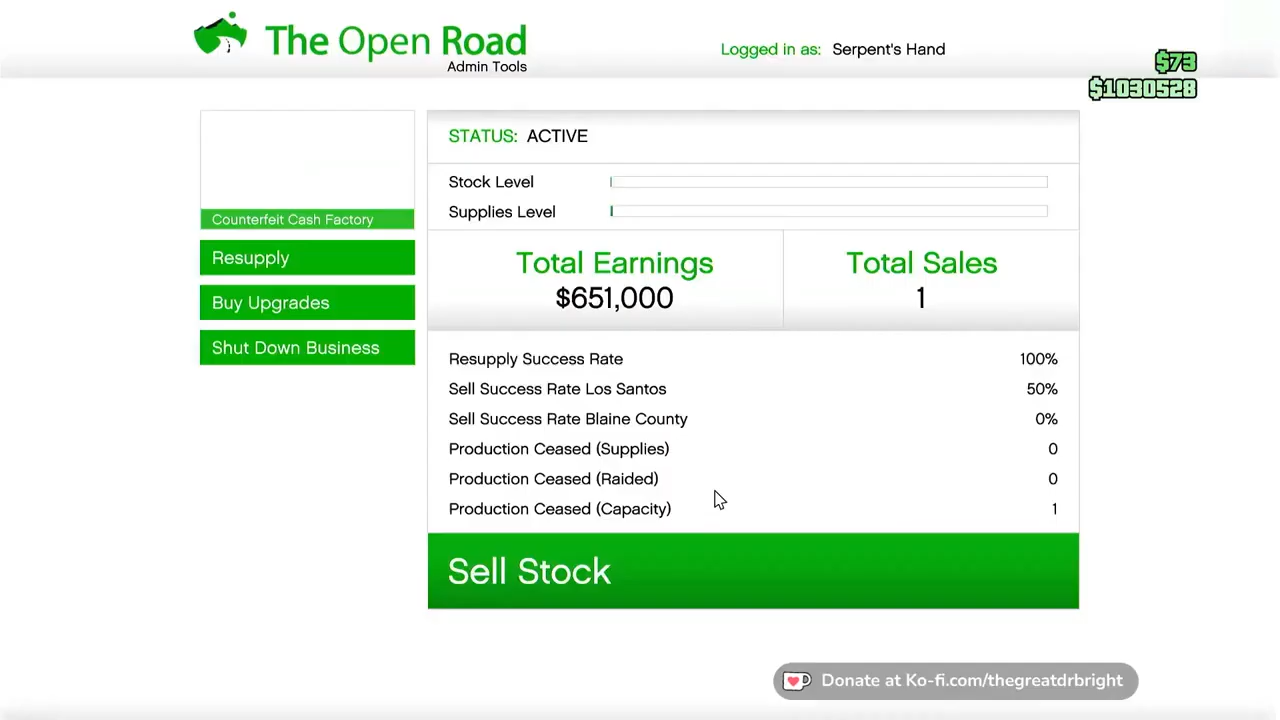 The Open Road
Admin Tools
Logged in as: Serpent's Hand
$73
$1030528
Counterfeit Cash Factory
Resupply
Buy Upgrades
Shut Down Business
STATUS: ACTIVE
Stock Level
Supplies Level
Total Earnings
$651,000
Total Sales
1
Resupply Success Rate 100%
Sell Success Rate Los Santos 50%
Sell Success Rate Blaine County 0%
Production Ceased (Supplies) 0
Production Ceased (Raided) 0
Production Ceased (Capacity) 1
Sell Stock
Donate at Ko-fi.com/thegreatdrbright